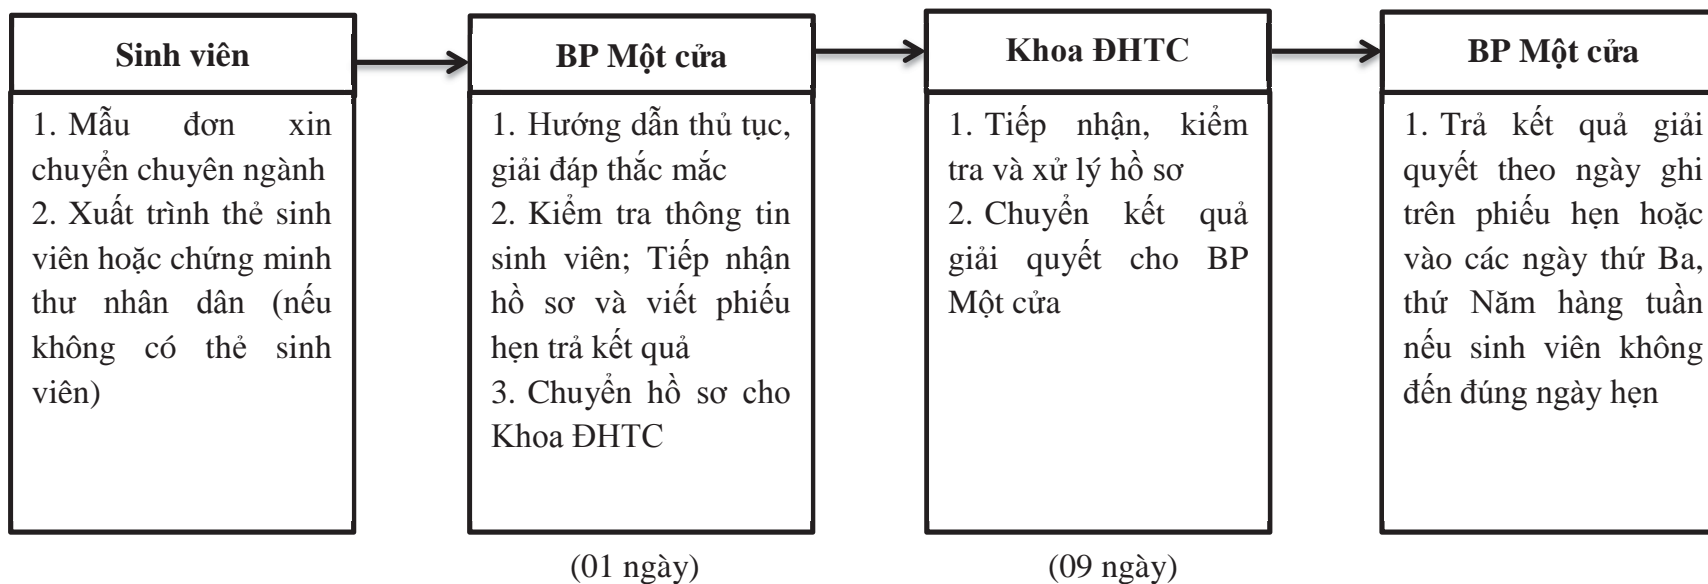 Sinh viên
1. Mẫu đơn xin
chuyển chuyên ngành
2. Xuất trình thẻ sinh
viên hoặc chứng minh
thư nhân dân (nếu
không có thẻ sinh
viên)
BP Một cửa
1. Hướng dẫn thủ tục,
giải đáp thắc mắc
2. Kiểm tra thông tin
sinh viên; Tiếp nhận
hồ sơ và viết phiếu
hẹn trả kết quả
3. Chuyển hồ sơ cho
Khoa ĐHTC
(01 ngày)
Khoa ĐHTC
1. Tiếp nhận, kiểm
tra và xử lý hồ sơ
2. Chuyển kết quả
giải quyết cho BP
Một cửa
(09 ngày)
BP Một cửa
1. Trả kết quả giải
quyết theo ngày ghi
trên phiếu hẹn hoặc
vào các ngày thứ Ba,
thứ Năm hàng tuần
nếu sinh viên không
đến đúng ngày hẹn